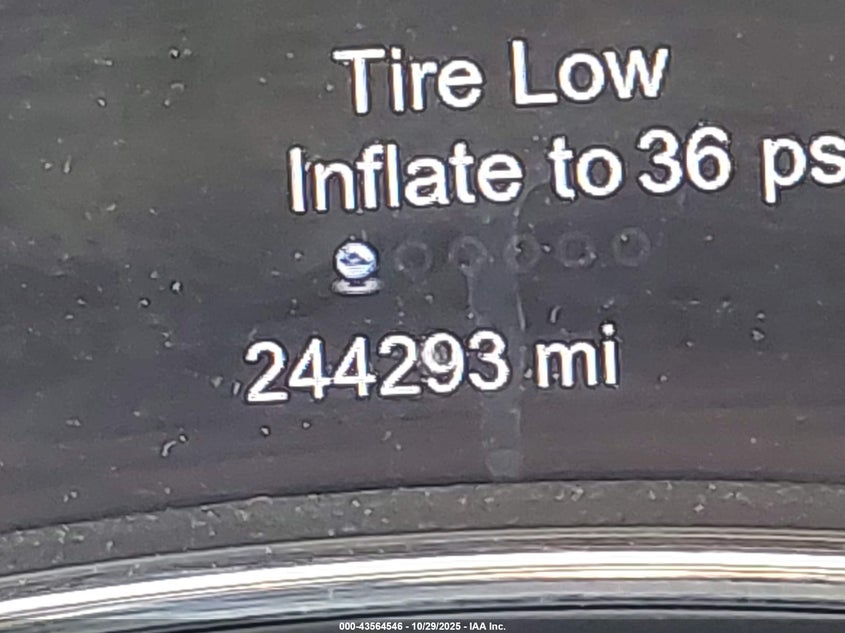 Tire Low
Inflate to 36 ps
244293 mi
000-43564546 - 10/29/2025 - IAA Inc.